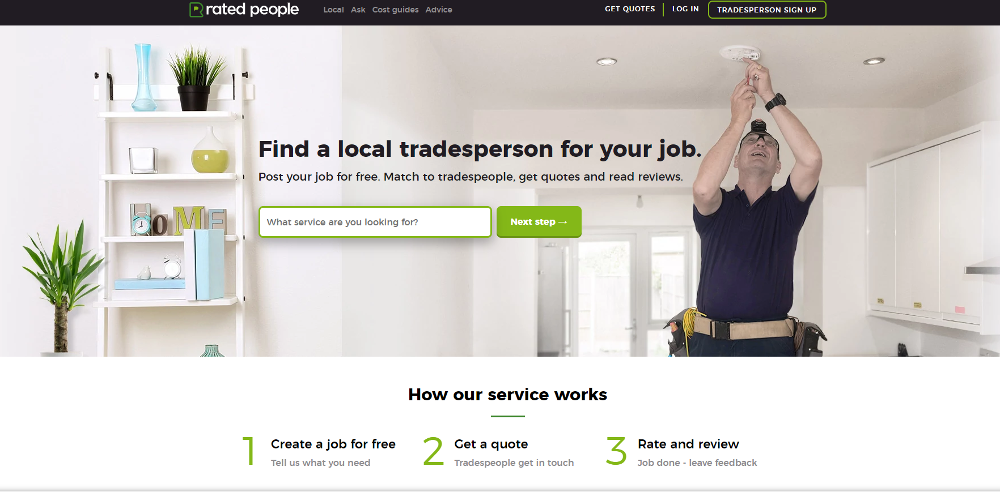 rated people
Local Ask Cost guides Advice
GET QUOTES LOG IN TRADESPERSON SIGN UP
HOME
Find a local tradesperson for your job.
Post your job for free. Match to tradespeople, get quotes and read reviews.
What service are you looking for? Next step →
How our service works
1 Create a job for free
Tell us what you need
2 Get a quote
Tradespeople get in touch
3 Rate and review
Job done - leave feedback